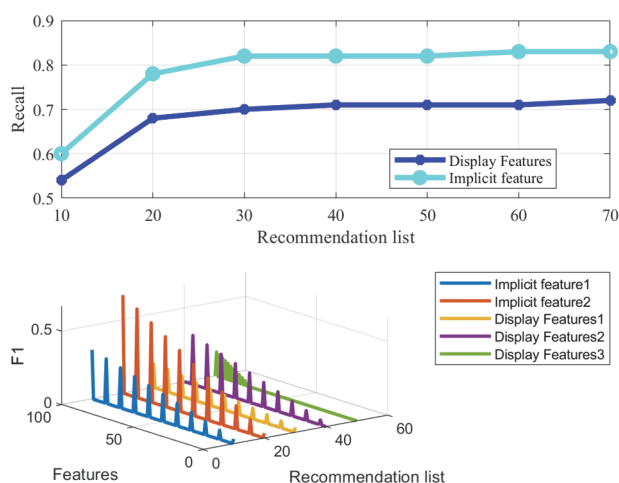 0.9
0.8
0.7
0.6
0.5
Recall
10 20 30 40 50 60 70
Recommendation list
Display Features
Implicit feature
0.5
0
F1
100
50
0
Features
0
20
40
60
Recommendation list
Implicit feature1
Implicit feature2
Display Features1
Display Features2
Display Features3